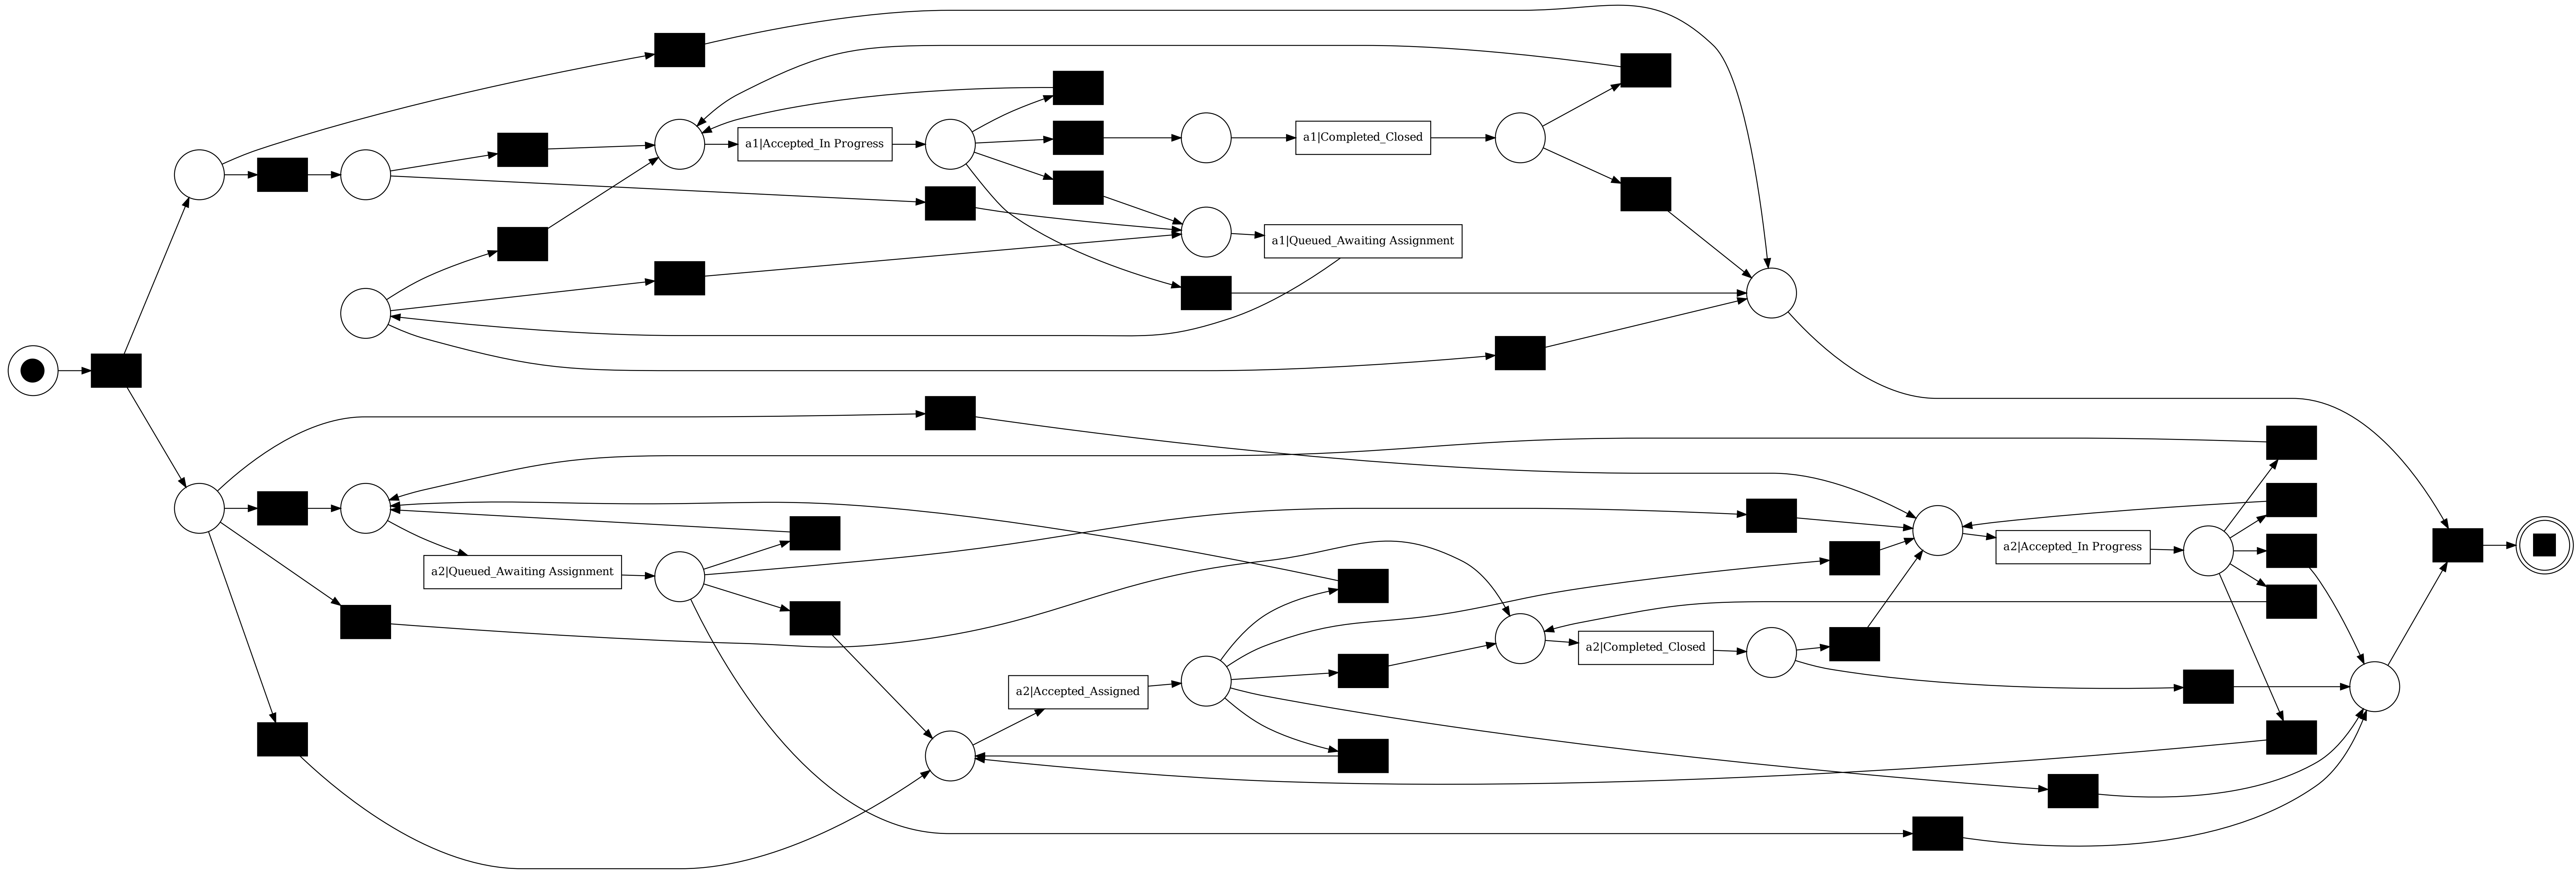 a1|Accepted_In Progress
a1|Completed_Closed
a1|Queued_Awaiting Assignment
a2|Queued_Awaiting Assignment
a2|Accepted_In Progress
a2|Completed_Closed
a2|Accepted_Assigned